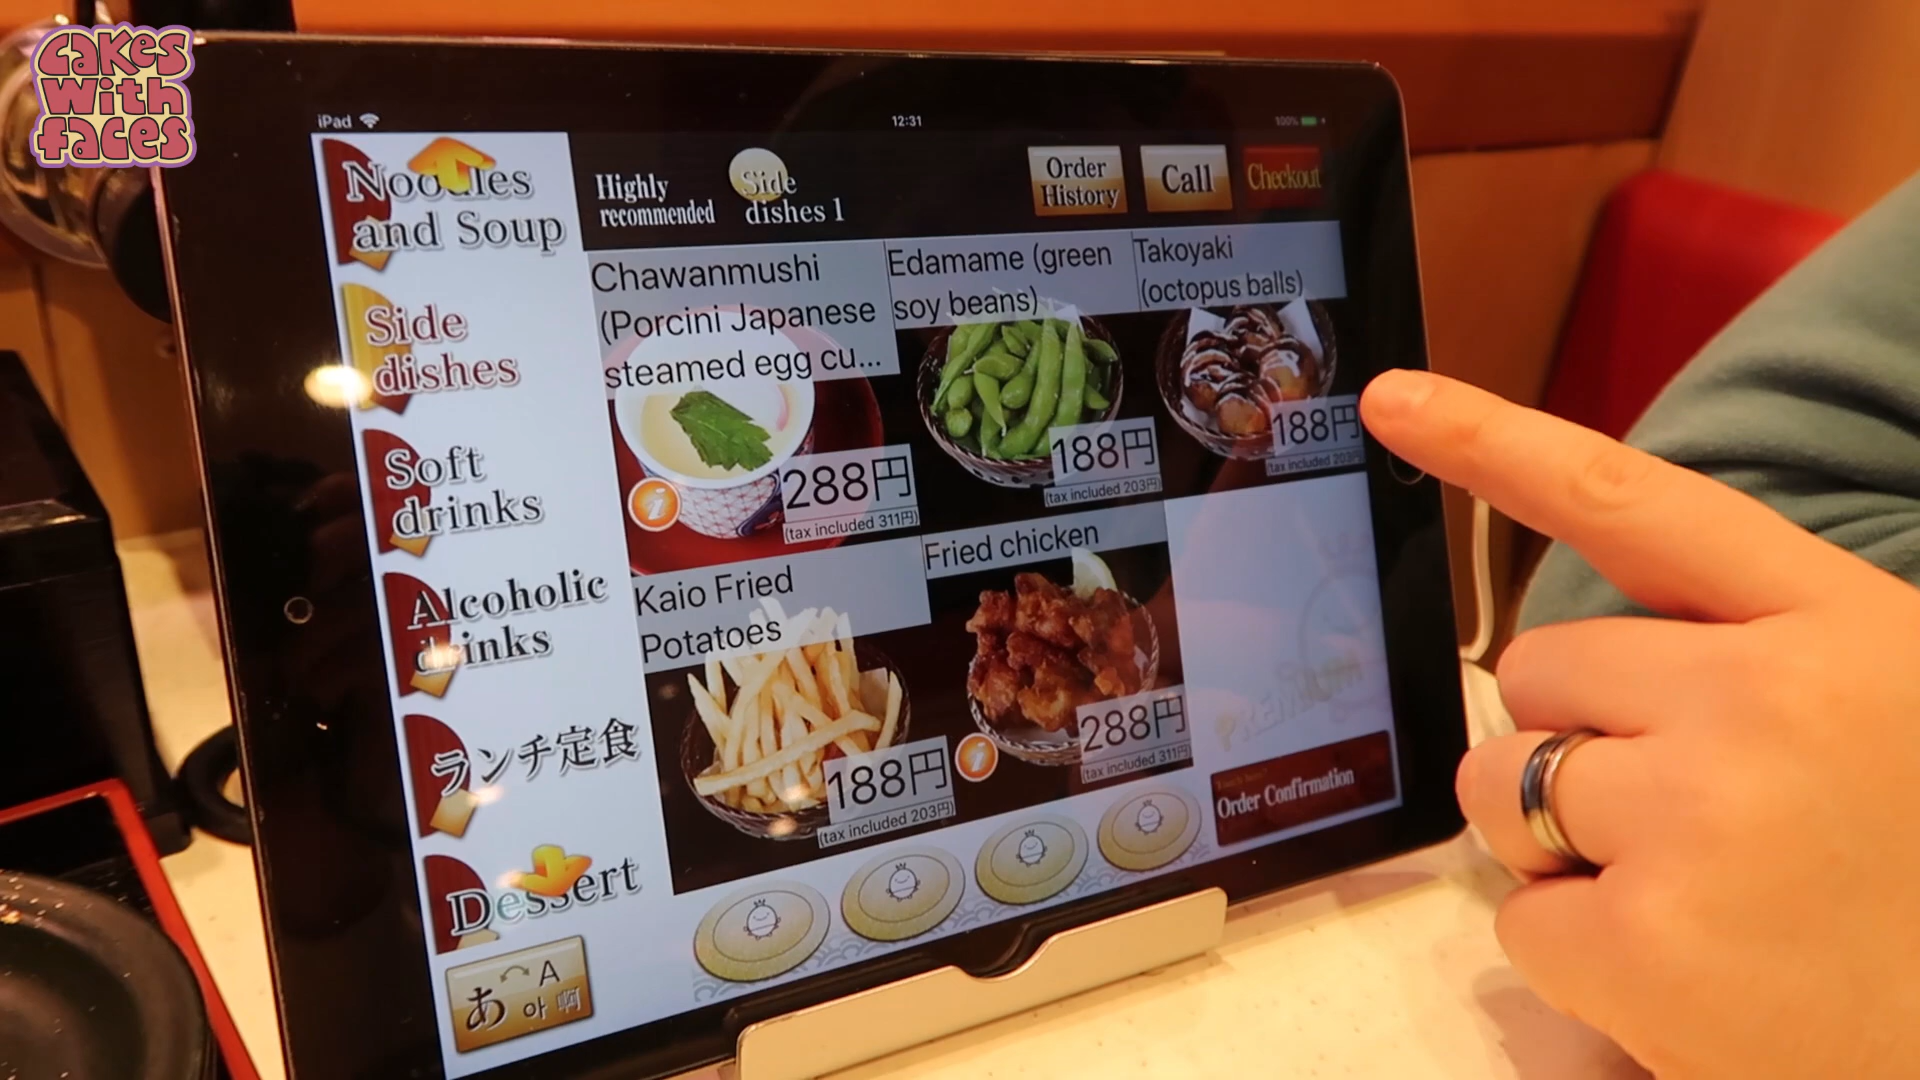 Cakes
With
faces
iPad
12:31
100%
Noodles
and Soup
Side
dishes
Soft
drinks
Alcoholic
drinks
ランチ定食
Dessert
あ A
아 啊
Highly
recommended
Side
dishes 1
Order
History
Call
Checkout
Chawanmushi
(Porcini Japanese
steamed egg cu...
288円
(tax included 311円)
Edamame (green
soy beans)
188円
(tax included 203円)
Takoyaki
(octopus balls)
188円
(tax included 203円)
Kaio Fried
Potatoes
188円
(tax included 203円)
Fried chicken
288円
(tax included 311円)
PREMIUM
Order Confirmation